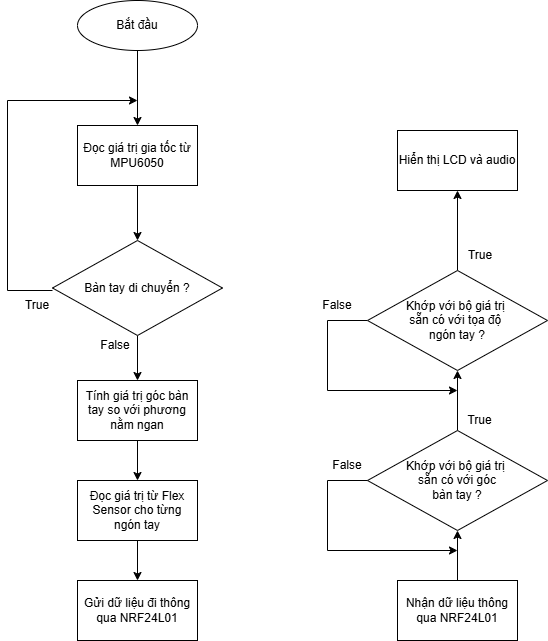 Bắt đầu
Đọc giá trị gia tốc từ
MPU6050
Bản tay di chuyển ?
True
False
Tính giá trị góc bàn
tay so với phương
nằm ngan
Đọc giá trị từ Flex
Sensor cho từng
ngón tay
Gửi dữ liệu đi thông
qua NRF24L01
Hiển thị LCD và audio
True
False
Khớp với bộ giá trị
sẵn có với tọa độ
ngón tay ?
True
False
Khớp với bộ giá trị
sẵn có với góc
bàn tay ?
Nhận dữ liệu thông
qua NRF24L01